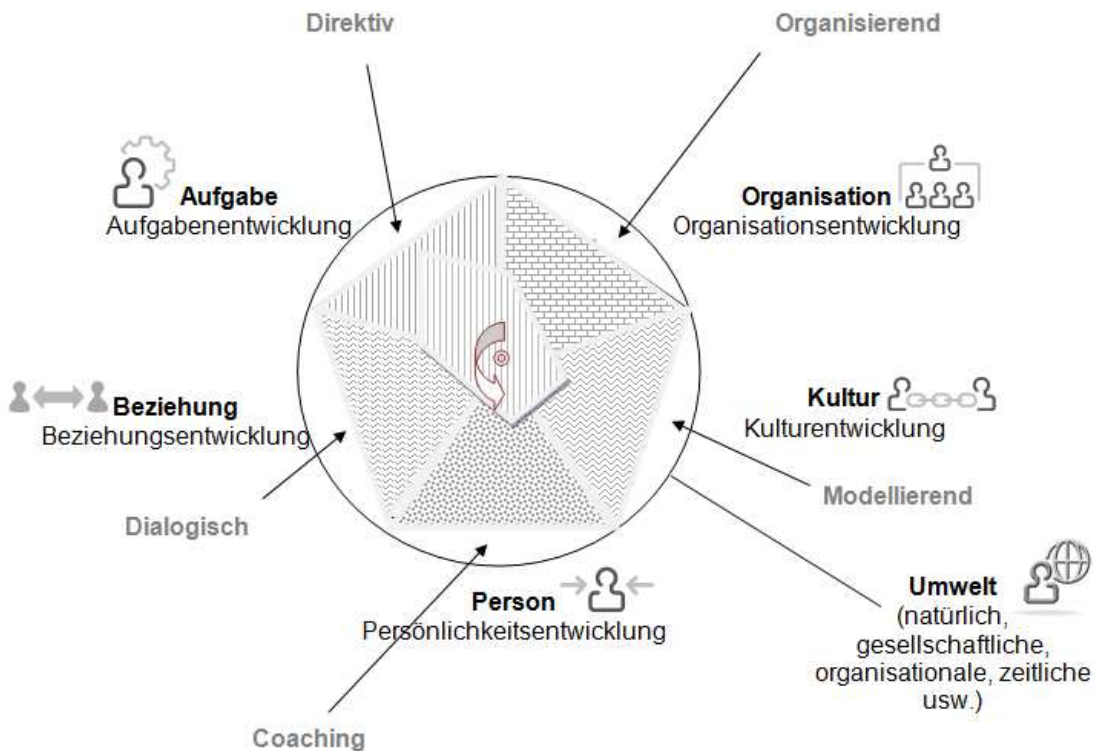 Direktiv
Organisierend
Aufgabe
Aufgabenentwicklung
Organisation
Organisationsentwicklung
Beziehung
Beziehungsentwicklung
Kultur
Kulturentwicklung
Modellierend
Dialogisch
Person
Persönlichkeitsentwicklung
Umwelt
(natürlich,
gesellschaftliche,
organisationale, zeitliche
usw.)
Coaching